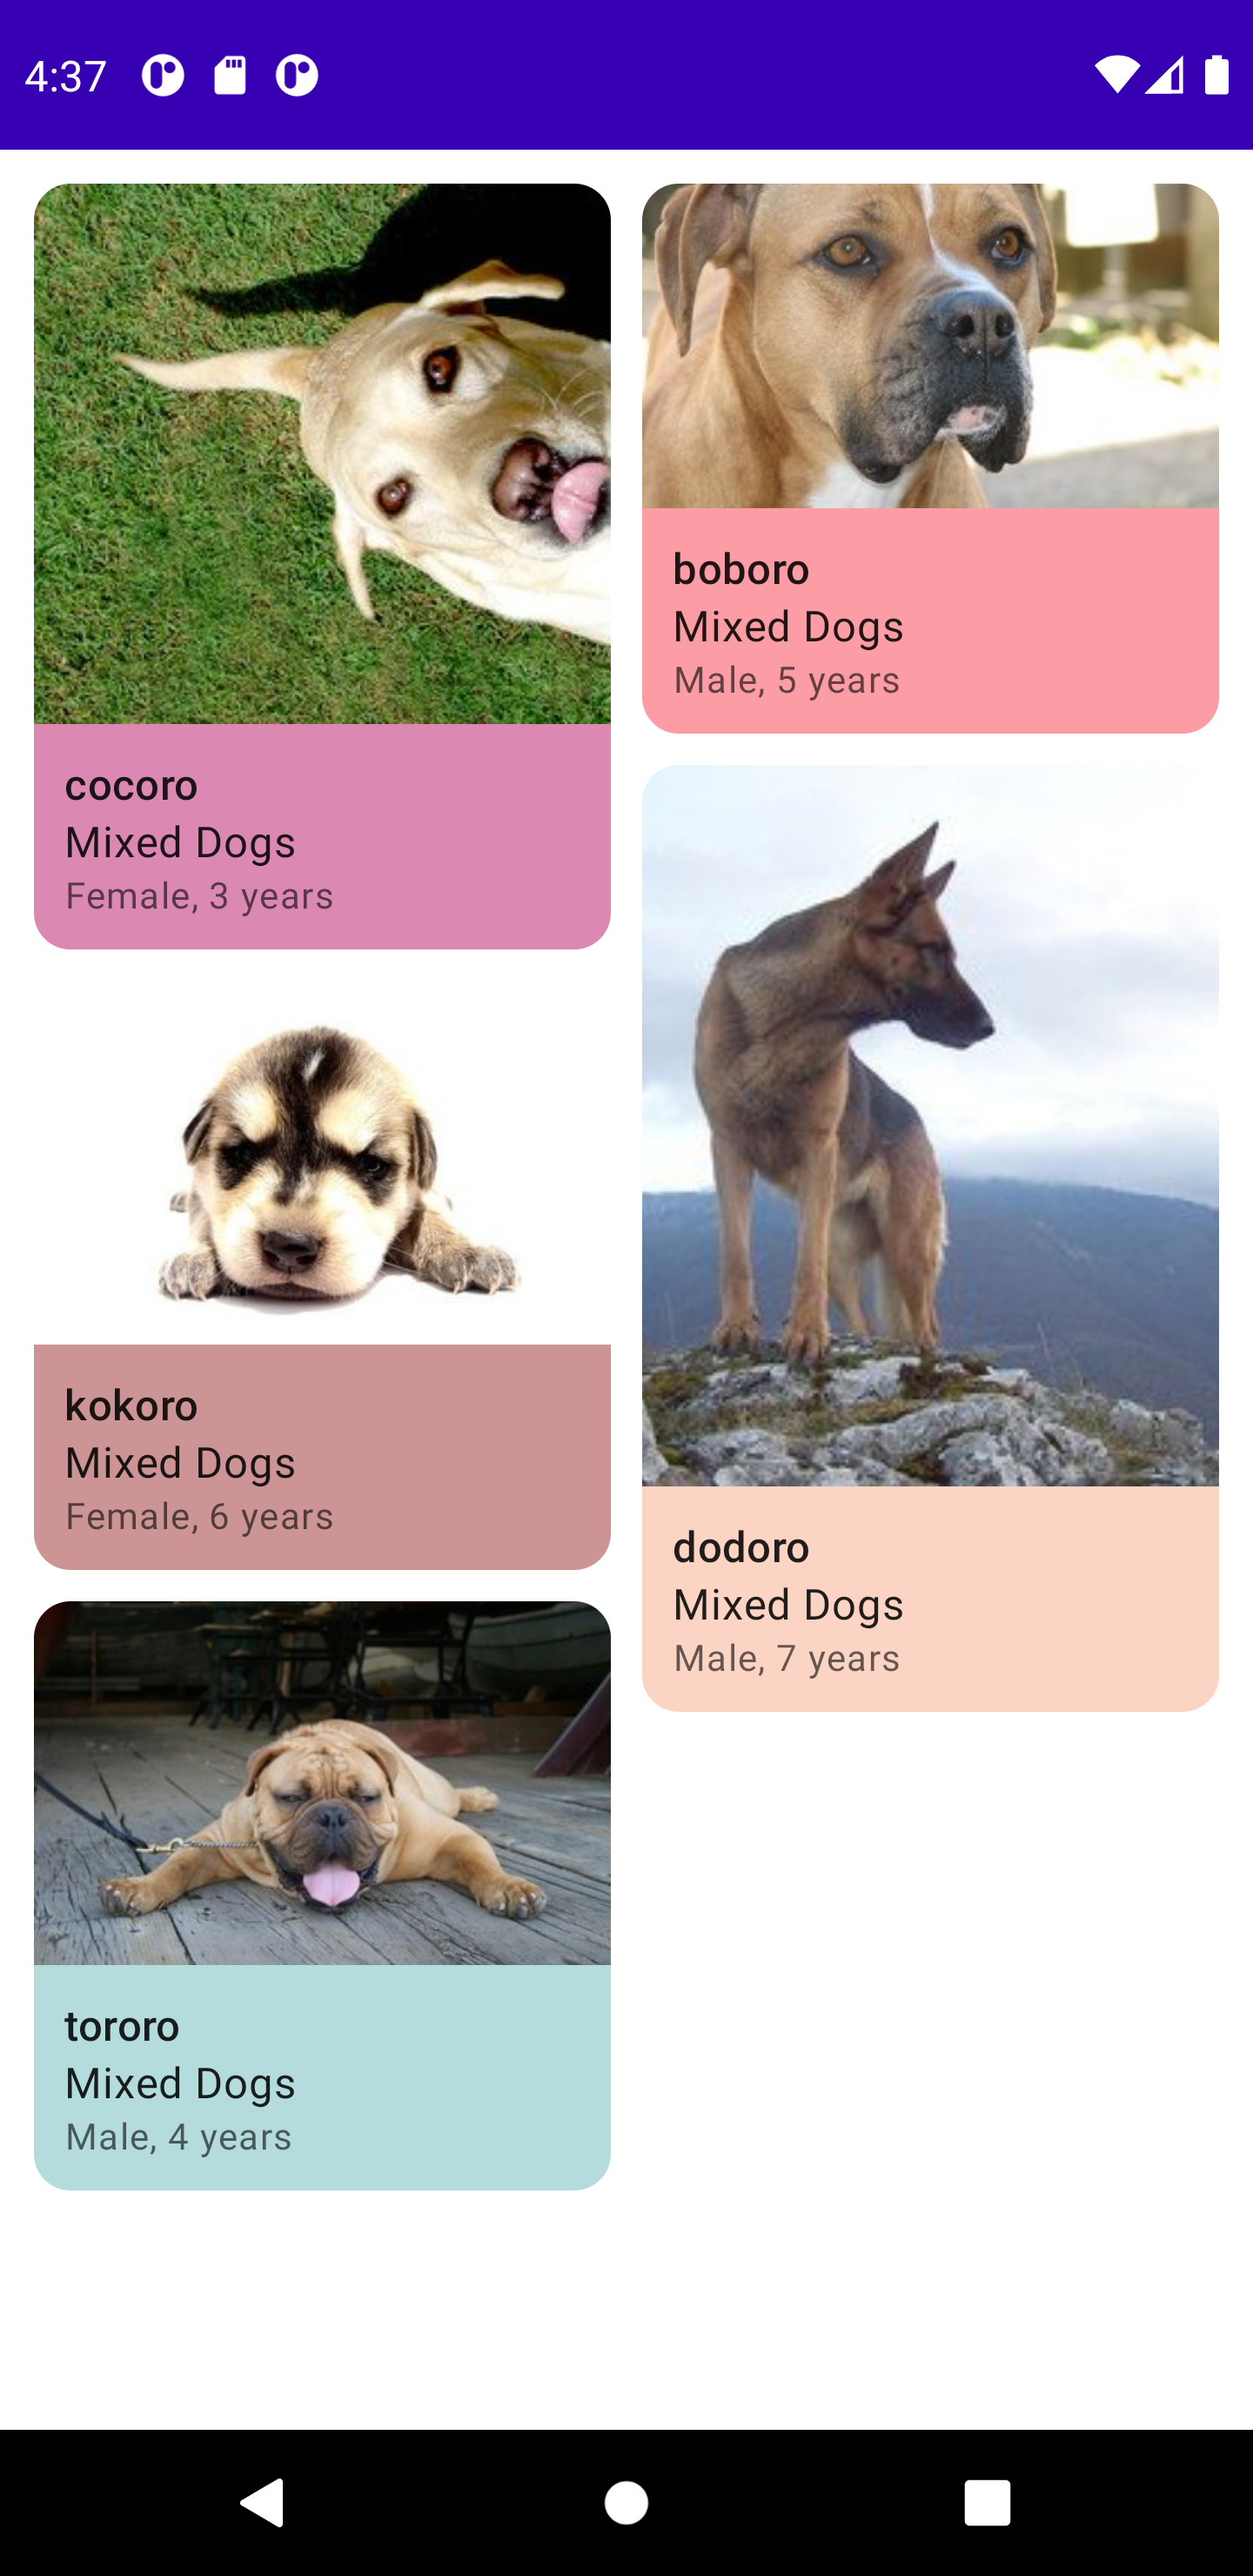 4:37
cocoro
Mixed Dogs
Female, 3 years
boboro
Mixed Dogs
Male, 5 years
kokoro
Mixed Dogs
Female, 6 years
dodoro
Mixed Dogs
Male, 7 years
tororo
Mixed Dogs
Male, 4 years